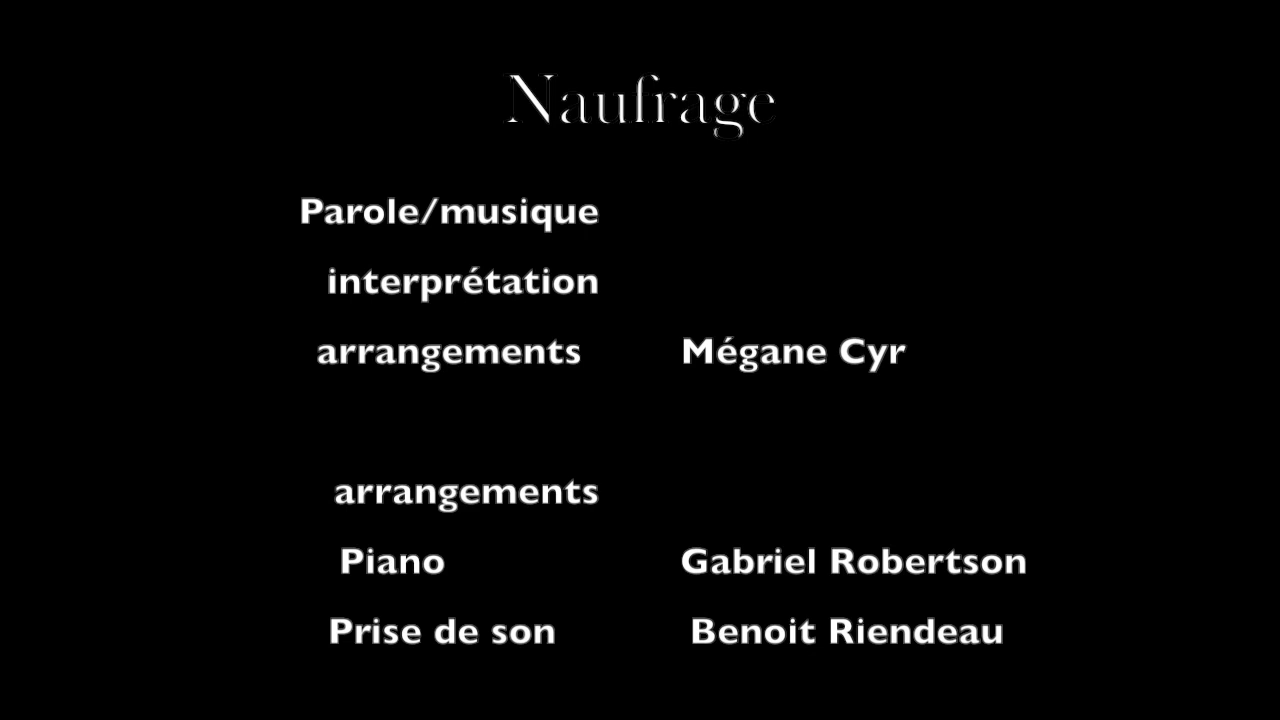 Naufrage
Parole/musique
interprétation
arrangements Mégane Cyr
arrangements
Piano Gabriel Robertson
Prise de son Benoit Riendeau